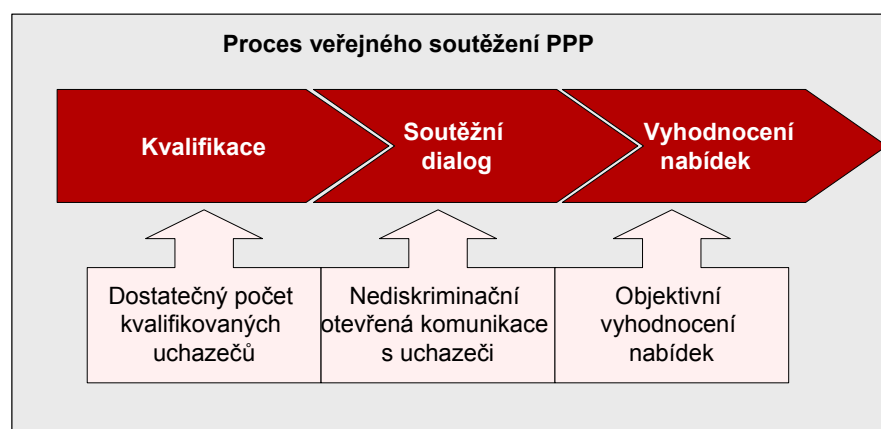 Proces veřejného soutěžení PPP
Kvalifikace
Soutěžní
dialog
Vyhodnocení
nabídek
Dostatečný počet
kvalifikovaných
uchazečů
Nediskriminační
otevřená komunikace
s uchazeči
Objektivní
vyhodnocení
nabídek